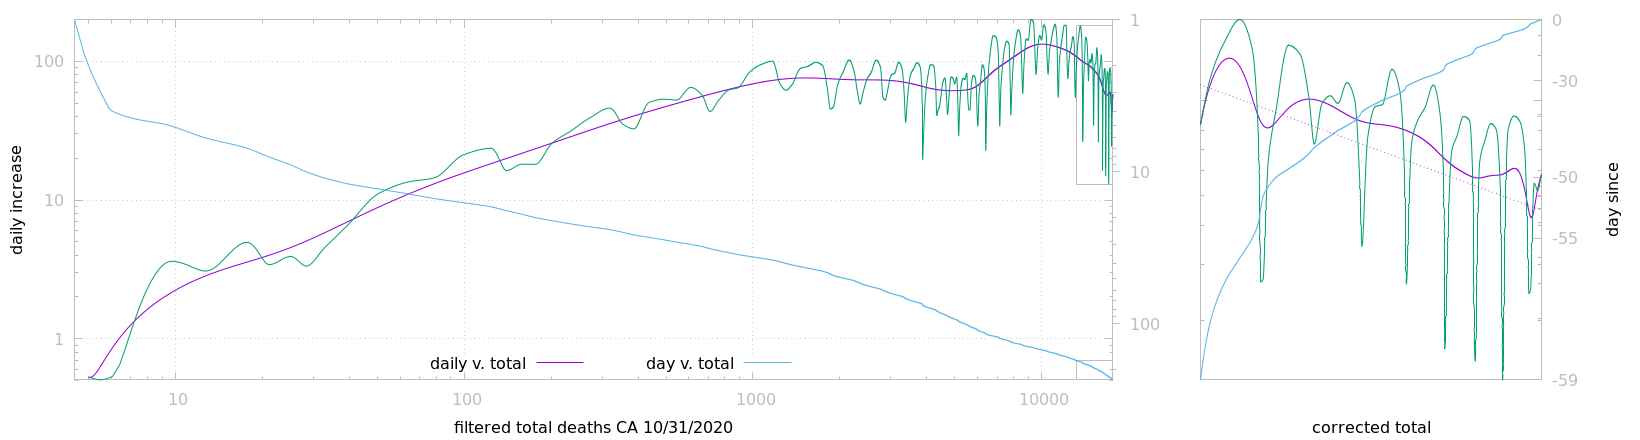 100
10
1
daily increase
10
100
1000
10000
filtered total deaths CA 10/31/2020
daily v. total
day v. total
1
10
100
0
-30
-50
-55
-59
day since
corrected total